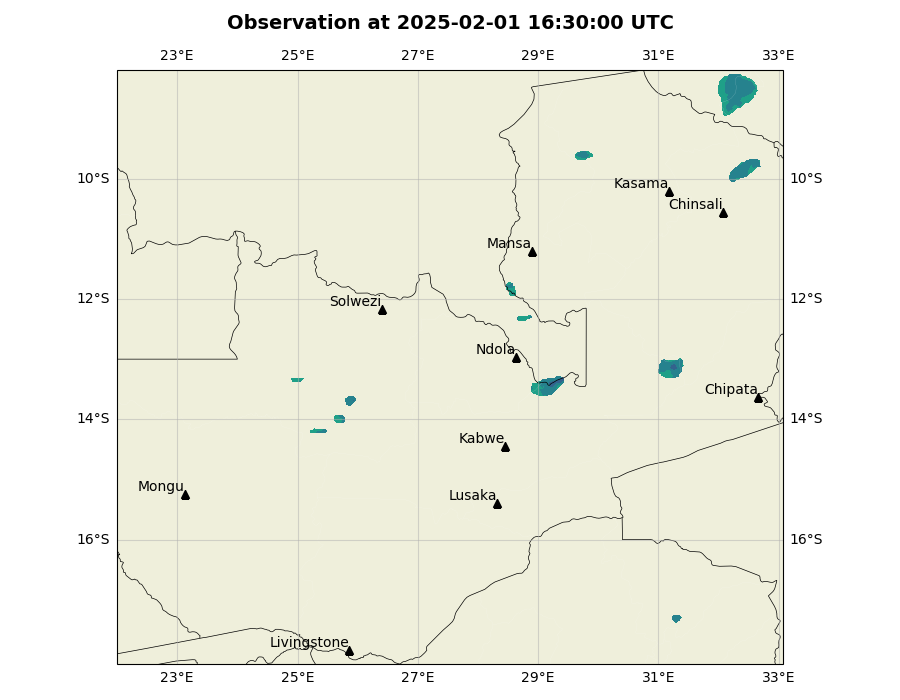 Observation at 2025-02-01 16:30:00 UTC
23°E 25°E 27°E 29°E 31°E 33°E
10°S 10°S
Kasama
Chinsali
Mansa
12°S 12°S
Solwezi
Ndola
Chipata
14°S 14°S
Kabwe
Mongu
Lusaka
16°S 16°S
Livingstone
23°E 25°E 27°E 29°E 31°E 33°E